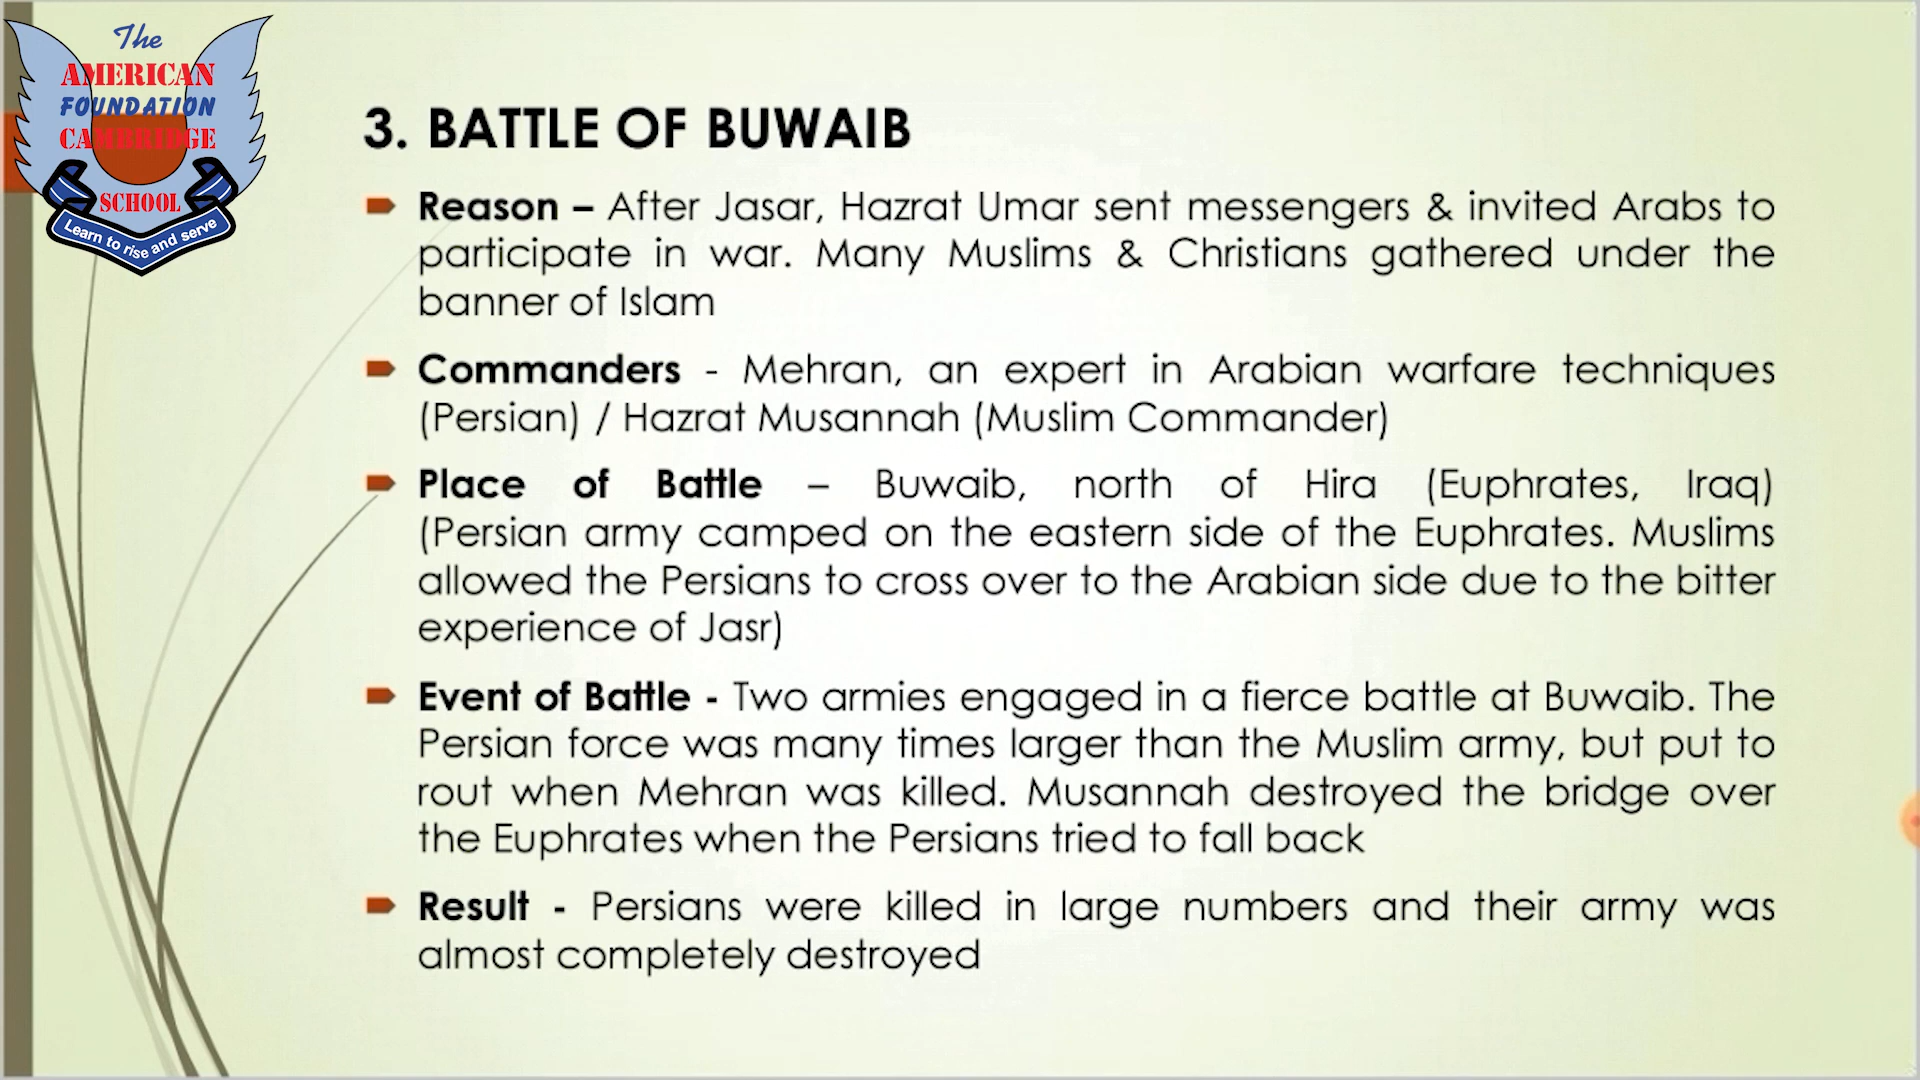 The
AMERICAN
FOUNDATION
CAMBRIDGE
SCHOOL
Learn to rise and serve
3. BATTLE OF BUWAIB
Reason – After Jasar, Hazrat Umar sent messengers & invited Arabs to
participate in war. Many Muslims & Christians gathered under the
banner of Islam
Commanders - Mehran, an expert in Arabian warfare techniques
(Persian) / Hazrat Musannah (Muslim Commander)
Place of Battle – Buwaib, north of Hira (Euphrates, Iraq)
(Persian army camped on the eastern side of the Euphrates. Muslims
allowed the Persians to cross over to the Arabian side due to the bitter
experience of Jasr)
Event of Battle - Two armies engaged in a fierce battle at Buwaib. The
Persian force was many times larger than the Muslim army, but put to
rout when Mehran was killed. Musannah destroyed the bridge over
the Euphrates when the Persians tried to fall back
Result - Persians were killed in large numbers and their army was
almost completely destroyed